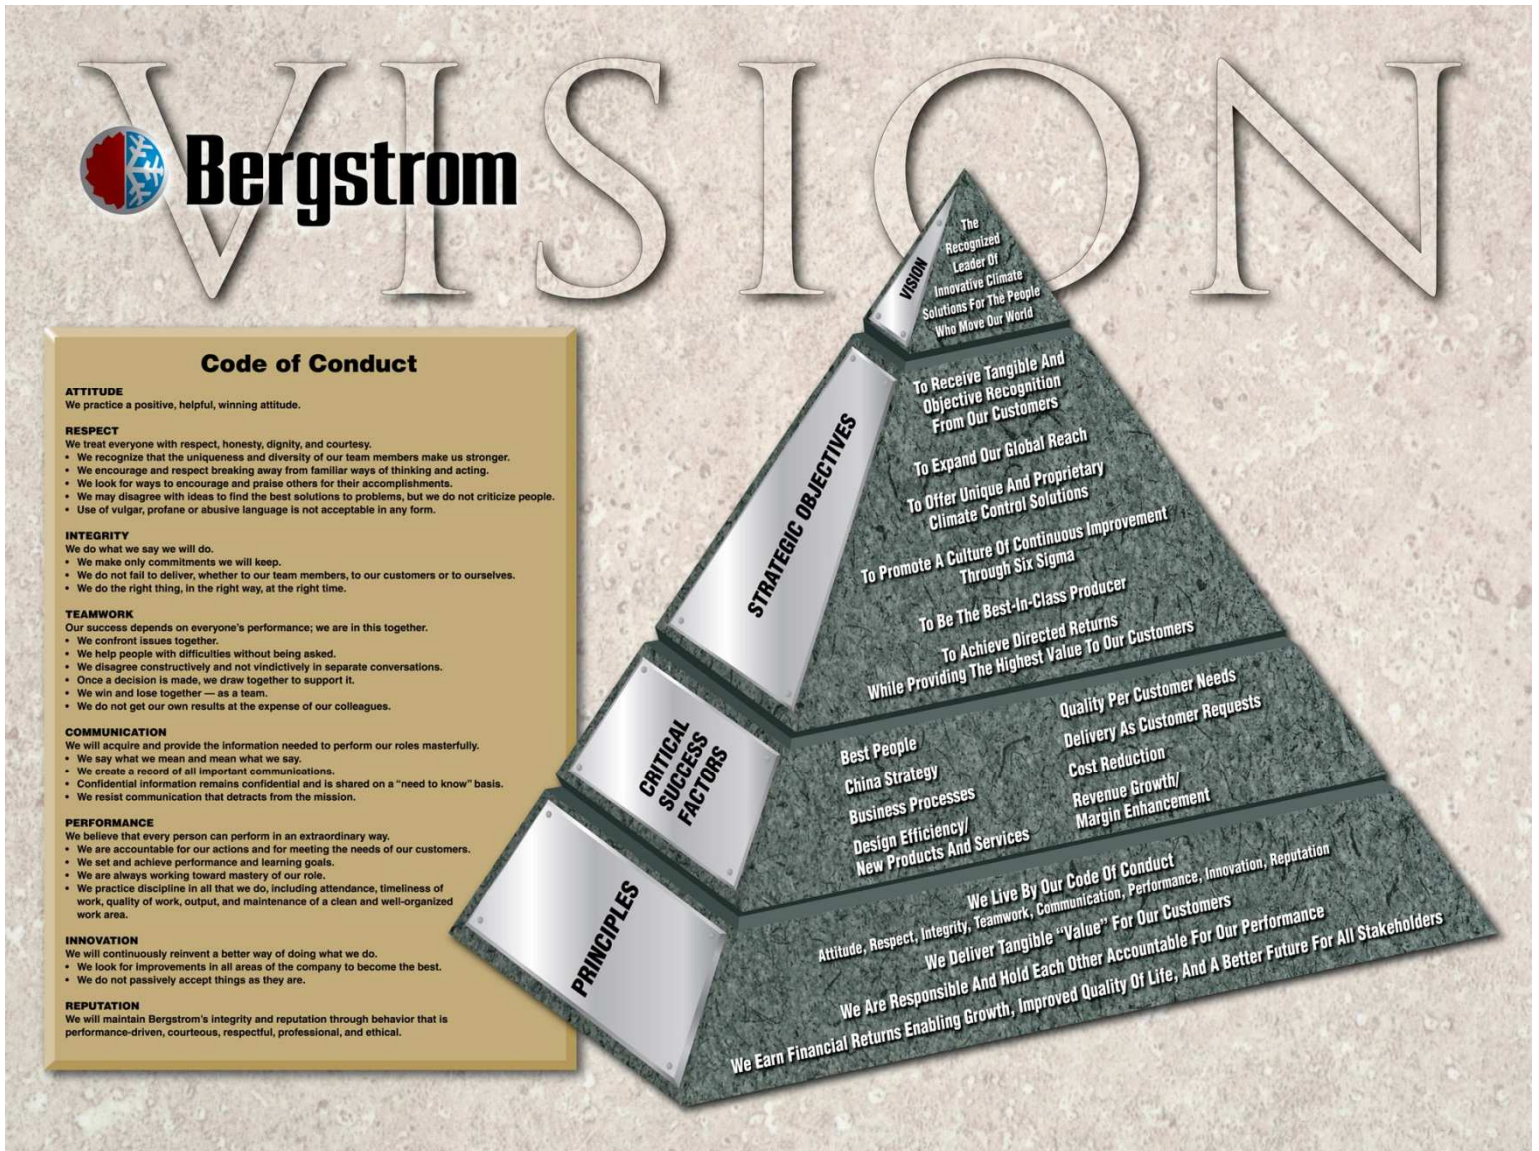 VISION
Bergstrom
Code of Conduct
ATTITUDE
We practice a positive, helpful, winning attitude.
RESPECT
We treat everyone with respect, honesty, dignity, and courtesy.
• We recognize that the uniqueness and diversity of our team members make us stronger.
• We encourage and respect breaking away from familiar ways of thinking and acting.
• We look for ways to encourage and praise others for their accomplishments.
• We may disagree with ideas to find the best solutions to problems, but we do not criticize people.
• Use of vulgar, profane or abusive language is not acceptable in any form.
INTEGRITY
We do what we say we will do.
• We make only commitments we will keep.
• We do not fail to deliver, whether to our team members, to our customers or to ourselves.
• We do the right thing, in the right way, at the right time.
TEAMWORK
Our success depends on everyone's performance; we are in this together.
• We confront issues together.
• We help people with difficulties without being asked.
• We disagree constructively and not vindictively in separate conversations.
• Once a decision is made, we draw together to support it.
• We win and lose together — as a team.
• We do not get our own results at the expense of our colleagues.
COMMUNICATION
We will acquire and provide the information needed to perform our roles masterfully.
• We say what we mean and mean what we say.
• We create a record of all important communications.
• Confidential information remains confidential and is shared on a “need to know” basis.
• We resist communication that detracts from the mission.
PERFORMANCE
We believe that every person can perform in an extraordinary way.
• We are accountable for our actions and for meeting the needs of our customers.
• We set and achieve performance and learning goals.
• We are always working toward mastery of our role.
• We practice discipline in all that we do, including attendance, timeliness of
work, quality of work, output, and maintenance of a clean and well-organized
work area.
INNOVATION
We will continuously reinvent a better way of doing what we do.
• We look for improvements in all areas of the company to become the best.
• We do not passively accept things as they are.
REPUTATION
We will maintain Bergstrom's integrity and reputation through behavior that is
performance-driven, courteous, respectful, professional, and ethical.
VISION
The
Recognized
Leader Of
Innovative Climate
Solutions For The People
Who Move Our World
STRATEGIC OBJECTIVES
To Receive Tangible And
Objective Recognition
From Our Customers
To Expand Our Global Reach
To Offer Unique And Proprietary
Climate Control Solutions
To Promote A Culture Of Continuous Improvement
Through Six Sigma
To Be The Best-In-Class Producer
To Achieve Directed Returns
While Providing The Highest Value To Our Customers
CRITICAL
SUCCESS
FACTORS
Best People
China Strategy
Business Processes
Design Efficiency/
New Products And Services
Quality Per Customer Needs
Delivery As Customer Requests
Cost Reduction
Revenue Growth/
Margin Enhancement
PRINCIPLES
We Live By Our Code Of Conduct
Attitude, Respect, Integrity, Teamwork, Communication, Performance, Innovation, Reputation
We Deliver Tangible “Value” For Our Customers
We Are Responsible And Hold Each Other Accountable For Our Performance
We Earn Financial Returns Enabling Growth, Improved Quality Of Life, And A Better Future For All Stakeholders